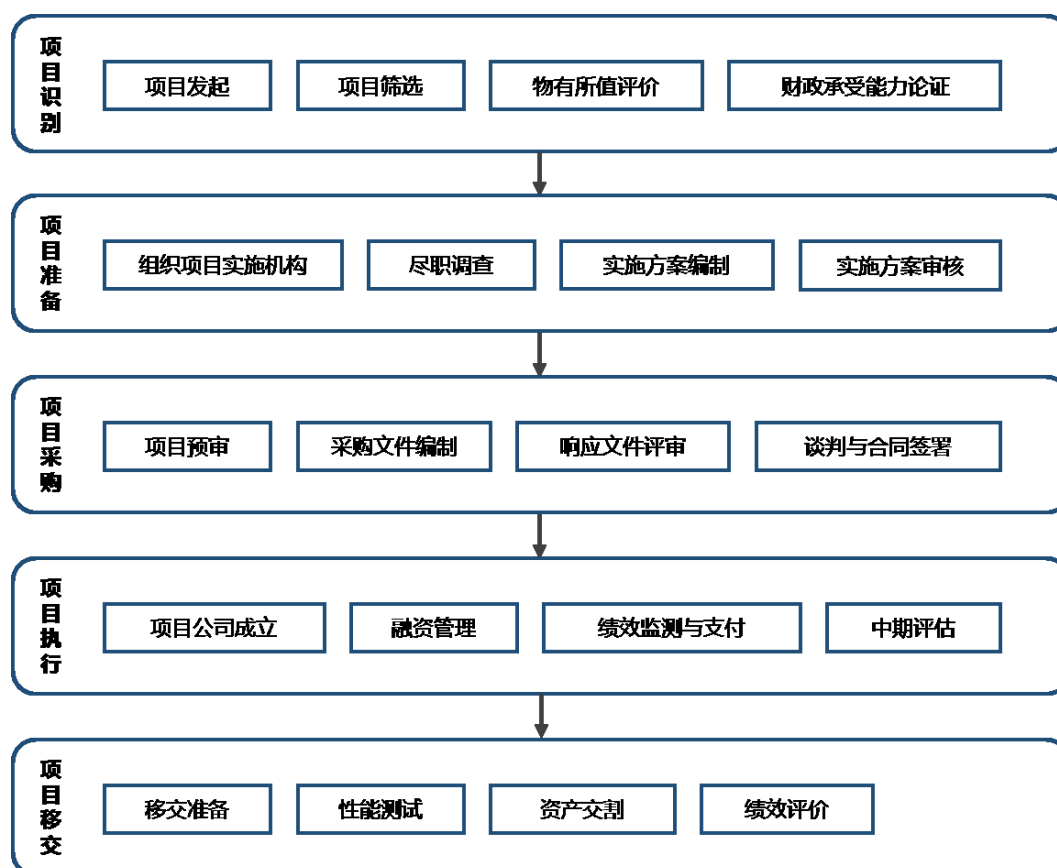 项目识别
项目发起
项目筛选
物有所值评价
财政承受能力论证
项目准备
组织项目实施机构
尽职调查
实施方案编制
实施方案审核
项目采购
项目预审
采购文件编制
响应文件评审
谈判与合同签署
项目执行
项目公司成立
融资管理
绩效监测与支付
中期评估
项目移交
移交准备
性能测试
资产交割
绩效评价